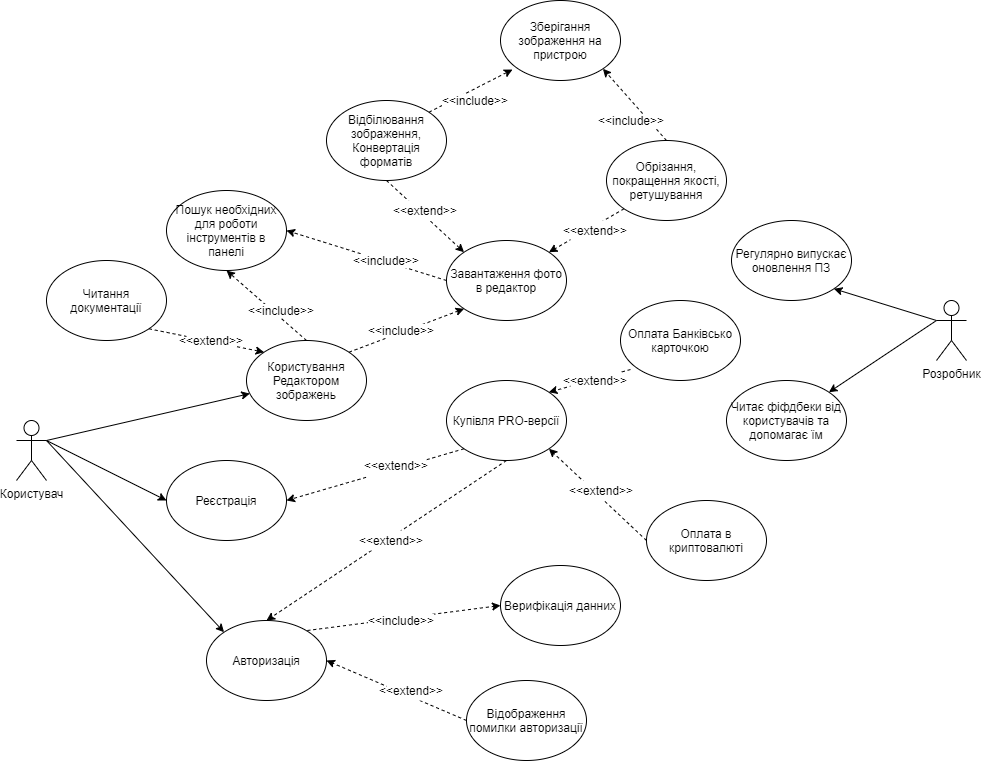 Зберігання
зображення на
пристрою
<<include>>
Відбілювання
зображення,
Конвертація
форматів
<<include>>
Обрізання,
покращення якості,
ретушування
<<extend>>
<<extend>>
Пошук необхідних
для роботи
інструментів в
панелі
<<include>>
Завантаження фото
в редактор
Регулярно випускає
оновлення ПЗ
Читання
документації
<<include>>
<<include>>
<<extend>>
Користування
Редактором
зображень
Оплата Банківсько
карточкою
<<extend>>
Розробник
Купівля PRO-версії
Читає фіфдбеки від
користувачів та
допомагає їм
Користувач
<<extend>>
Реєстрація
<<extend>>
<<extend>>
Оплата в
криптовалюті
Верифікація данних
<<include>>
Авторизація
<<extend>>
Відображення
помилки авторизації